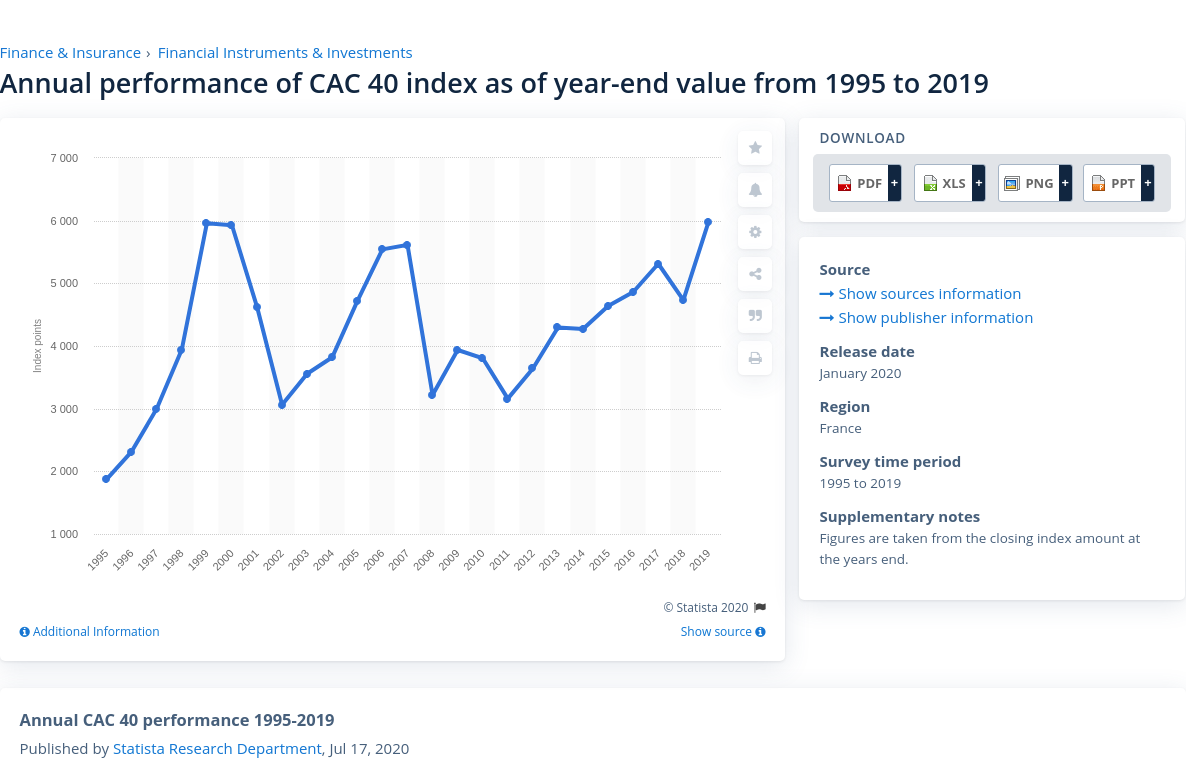 Finance & Insurance › Financial Instruments & Investments
Annual performance of CAC 40 index as of year-end value from 1995 to 2019
7 000
6 000
5 000
4 000
3 000
2 000
1 000
Index points
1995 1996 1997 1998 1999 2000 2001 2002 2003 2004 2005 2006 2007 2008 2009 2010 2011 2012 2013 2014 2015 2016 2017 2018 2019
© Statista 2020
Additional Information
Show source
DOWNLOAD
PDF + XLS + PNG + PPT +
Source
Show sources information
Show publisher information
Release date
January 2020
Region
France
Survey time period
1995 to 2019
Supplementary notes
Figures are taken from the closing index amount at
the years end.
Annual CAC 40 performance 1995-2019
Published by Statista Research Department, Jul 17, 2020